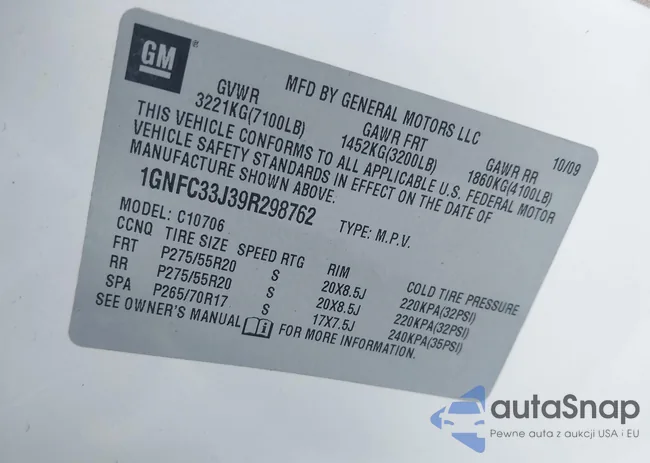 GM®
MFD BY GENERAL MOTORS LLC
10/09
GVWR GAWR FRT GAWR RR
3221KG(7100LB) 1452KG(3200LB) 1860KG(4100LB)
THIS VEHICLE CONFORMS TO ALL APPLICABLE U.S. FEDERAL MOTOR
VEHICLE SAFETY STANDARDS IN EFFECT ON THE DATE OF
MANUFACTURE SHOWN ABOVE.
1GNFC33J39R298762
TYPE: M.P.V.
MODEL: C10706
CCNQ TIRE SIZE SPEED RTG RIM COLD TIRE PRESSURE
FRT P275/55R20 S 20X8.5J 220KPA(32PSI)
RR P275/55R20 S 20X8.5J 220KPA(32PSI)
SPA P265/70R17 S 17X7.5J 240KPA(35PSI)
SEE OWNER'S MANUAL FOR MORE INFORMATION.
autaSnap
Pewne auta z aukcji USA i EU